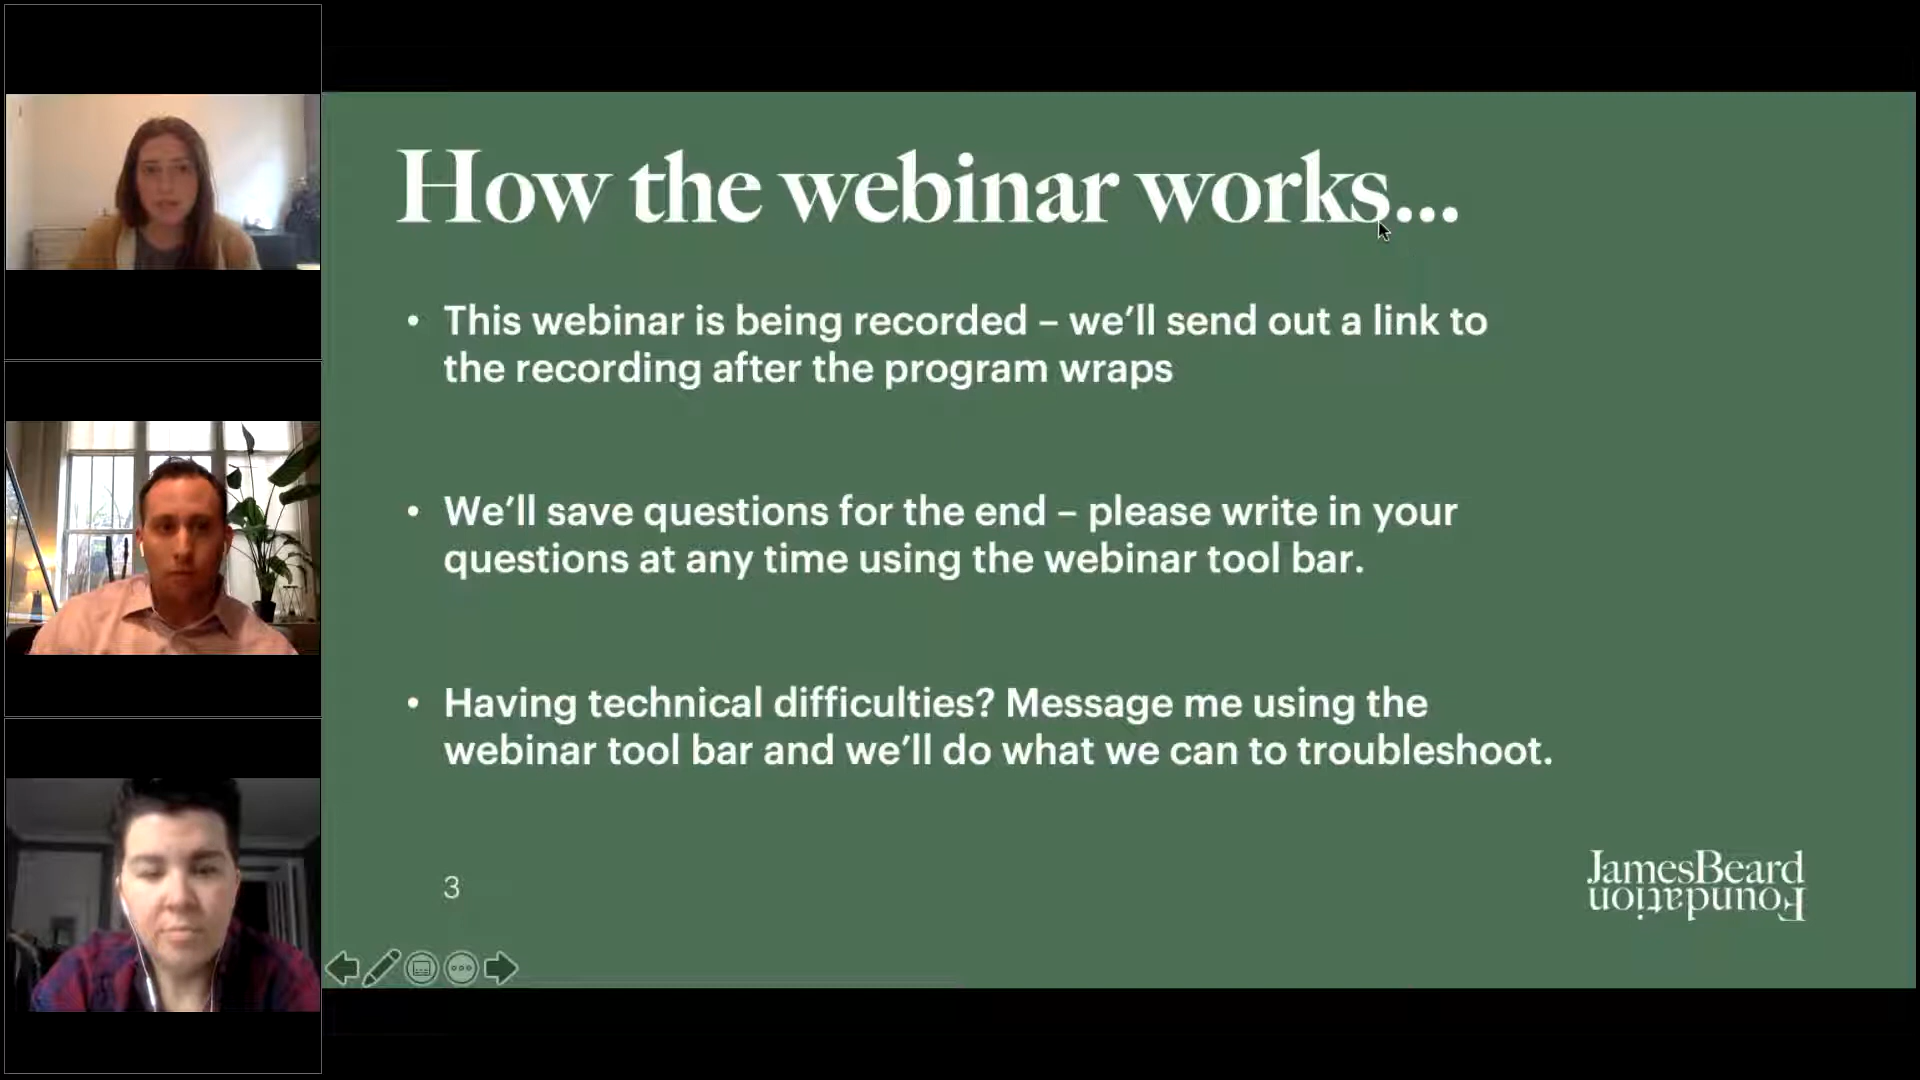 How the webinar works...
• This webinar is being recorded – we’ll send out a link to
the recording after the program wraps
• We’ll save questions for the end – please write in your
questions at any time using the webinar tool bar.
• Having technical difficulties? Message me using the
webinar tool bar and we’ll do what we can to troubleshoot.
3
JamesBeard
Foundation